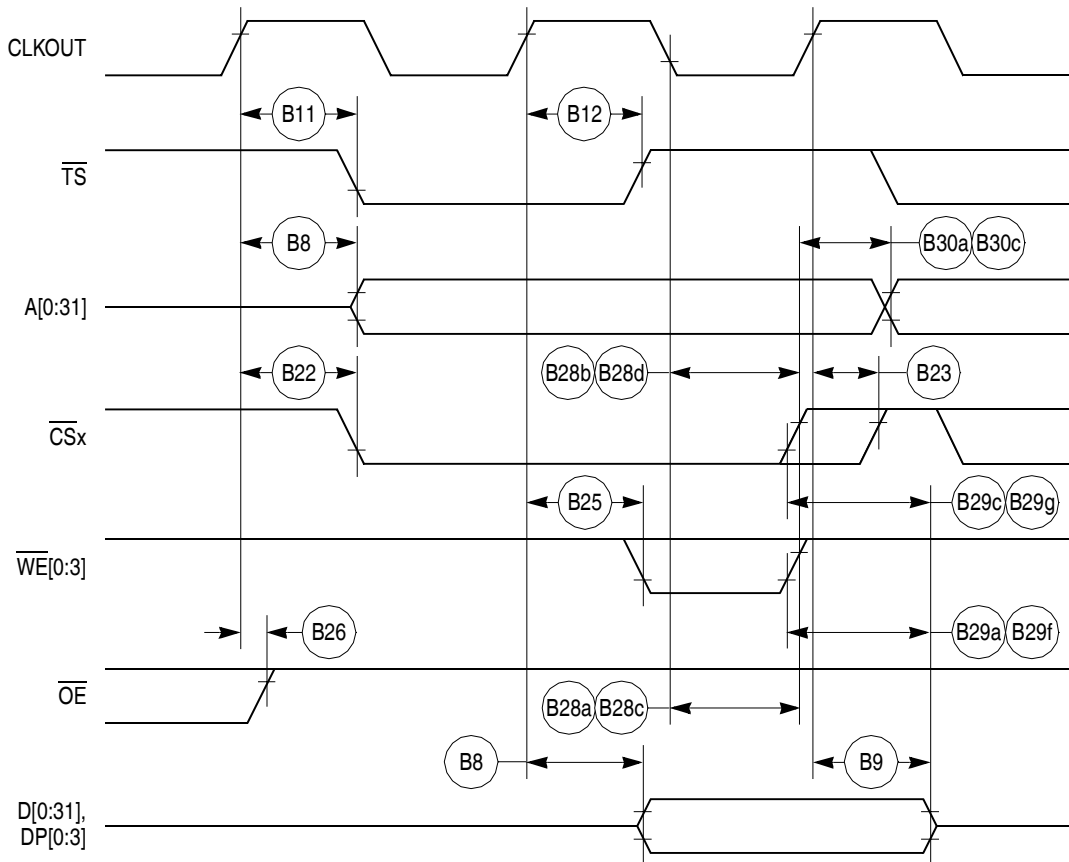 CLKOUT
B11
B12
TS
B8
B30a B30c
A[0:31]
B22
B28b B28d
B23
CSx
B25
B29c B29g
WE[0:3]
B26
B29a B29f
OE
B28a B28c
B8
B9
D[0:31],
DP[0:3]